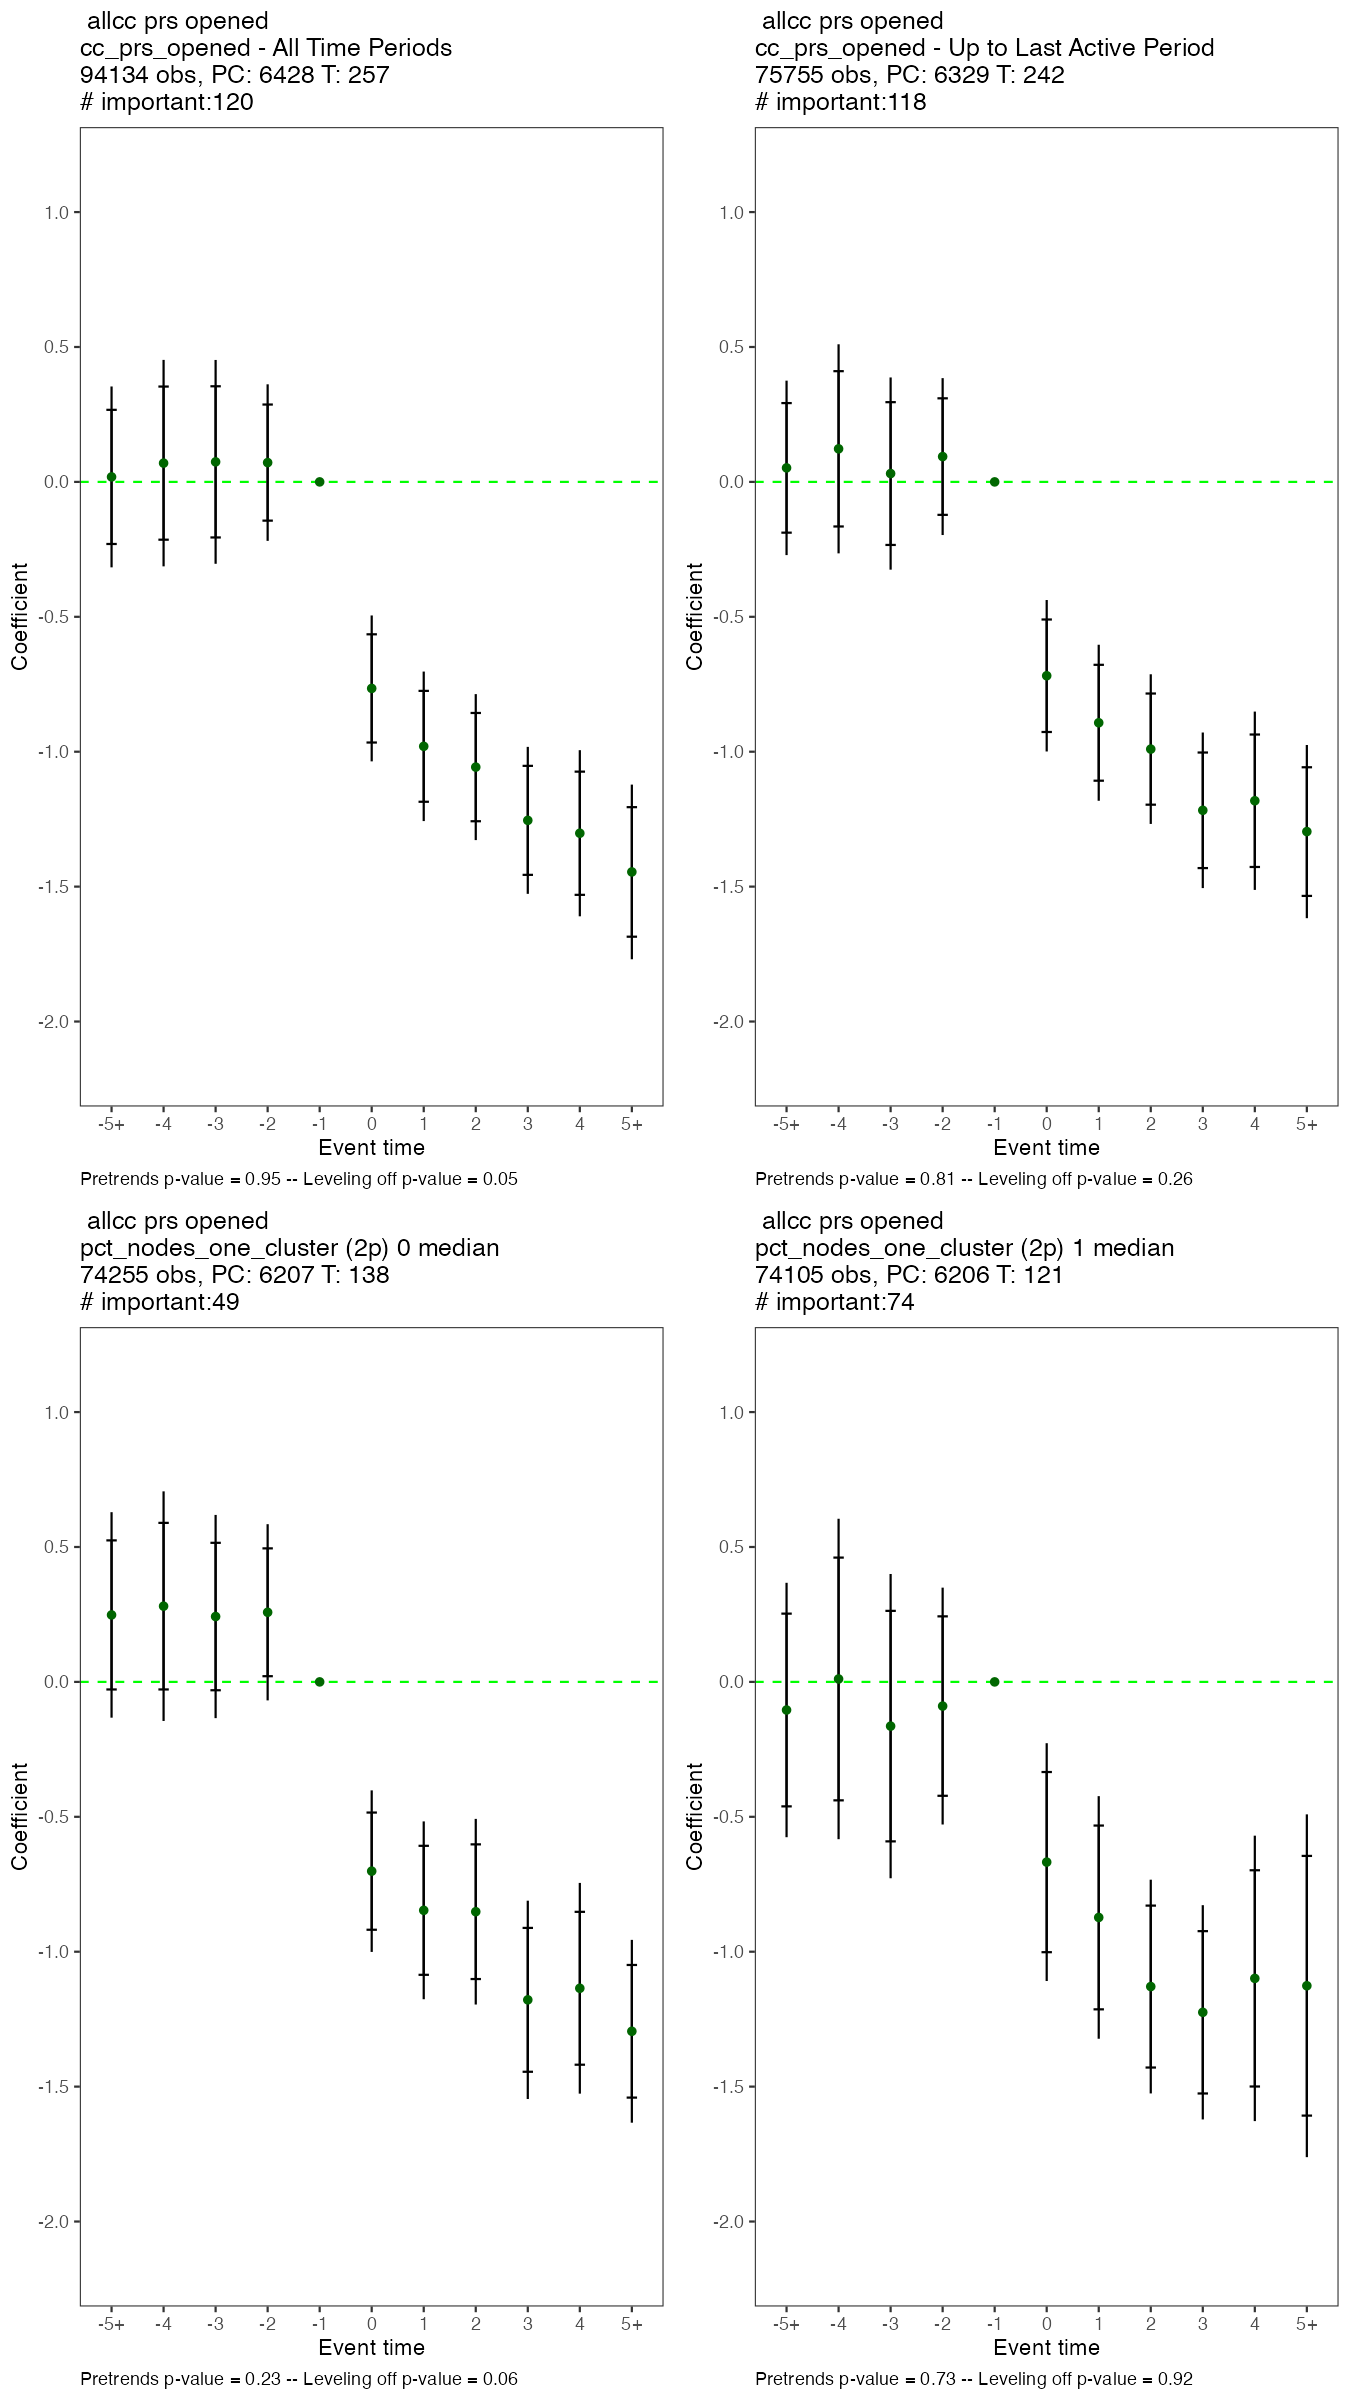 allcc prs opened
cc_prs_opened - All Time Periods
94134 obs, PC: 6428 T: 257
# important:120
1.0
0.5
0.0
-0.5
-1.0
-1.5
-2.0
Coefficient
-5+ -4 -3 -2 -1 0 1 2 3 4 5+
Event time
Pretrends p-value = 0.95 -- Leveling off p-value = 0.05
allcc prs opened
cc_prs_opened - Up to Last Active Period
75755 obs, PC: 6329 T: 242
# important:118
1.0
0.5
0.0
-0.5
-1.0
-1.5
-2.0
Coefficient
-5+ -4 -3 -2 -1 0 1 2 3 4 5+
Event time
Pretrends p-value = 0.81 -- Leveling off p-value = 0.26
allcc prs opened
pct_nodes_one_cluster (2p) 0 median
74255 obs, PC: 6207 T: 138
# important:49
1.0
0.5
0.0
-0.5
-1.0
-1.5
-2.0
Coefficient
-5+ -4 -3 -2 -1 0 1 2 3 4 5+
Event time
Pretrends p-value = 0.23 -- Leveling off p-value = 0.06
allcc prs opened
pct_nodes_one_cluster (2p) 1 median
74105 obs, PC: 6206 T: 121
# important:74
1.0
0.5
0.0
-0.5
-1.0
-1.5
-2.0
Coefficient
-5+ -4 -3 -2 -1 0 1 2 3 4 5+
Event time
Pretrends p-value = 0.73 -- Leveling off p-value = 0.92